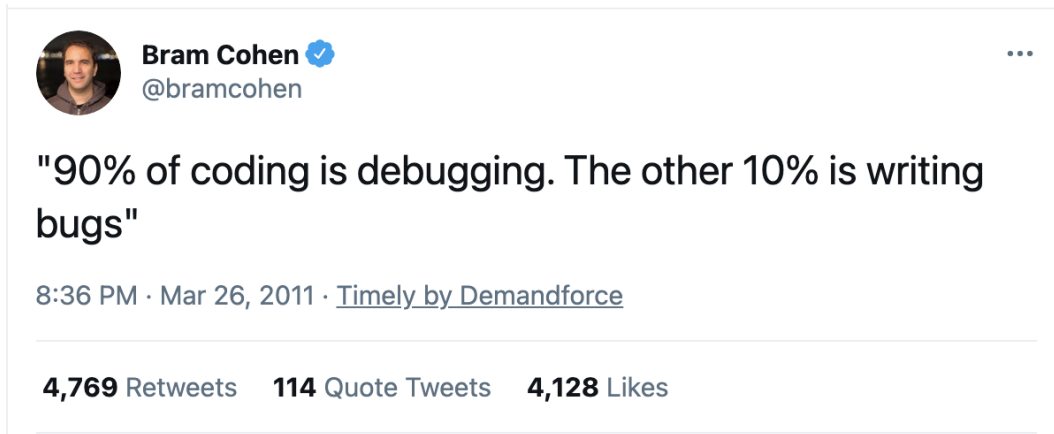 Bram Cohen
@bramcohen
"90% of coding is debugging. The other 10% is writing
bugs"
8:36 PM · Mar 26, 2011 · Timely by Demandforce
4,769 Retweets 114 Quote Tweets 4,128 Likes